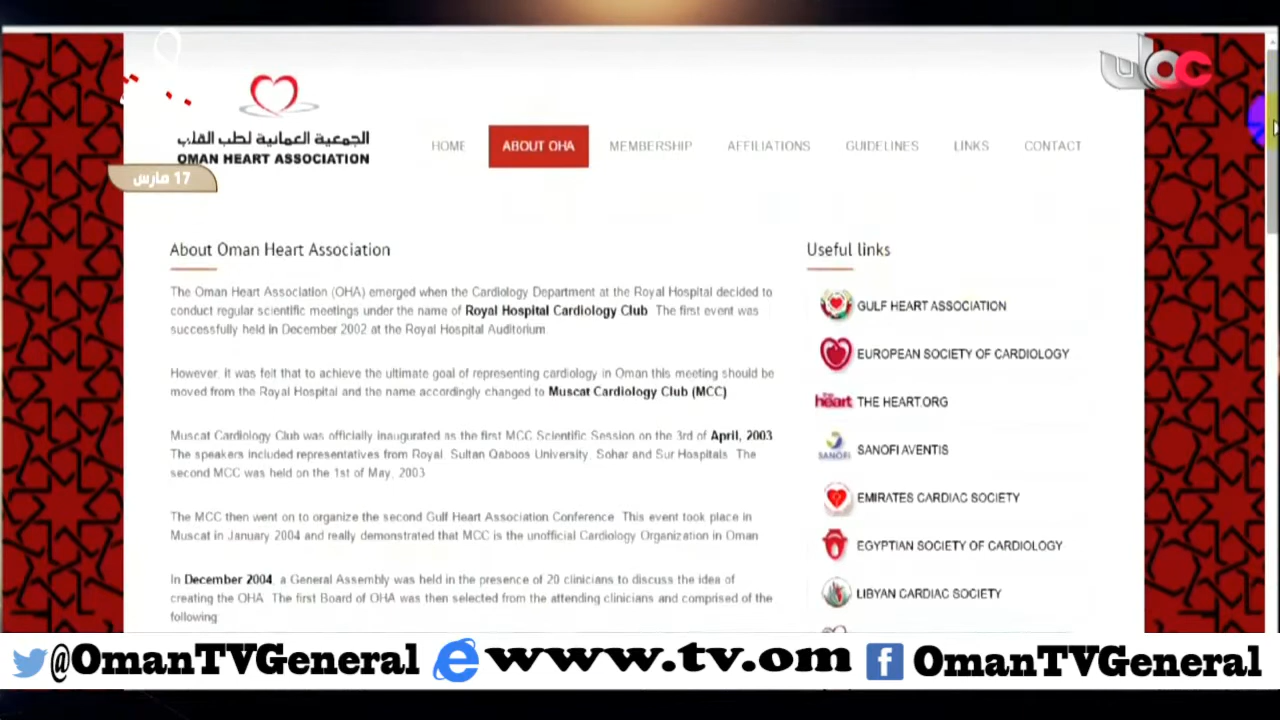 الجمعية العمانية لطب القلب
OMAN HEART ASSOCIATION
17 مارس
HOME
ABOUT OHA
MEMBERSHIP
AFFILIATIONS
GUIDELINES
LINKS
CONTACT
About Oman Heart Association
The Oman Heart Association (OHA) emerged when the Cardiology Department at the Royal Hospital decided to
conduct regular scientific meetings under the name of Royal Hospital Cardiology Club. The first event was
successfully held in December 2002 at the Royal Hospital Auditorium.
However, it was felt that to achieve the ultimate goal of representing cardiology in Oman this meeting should be
moved from the Royal Hospital and the name accordingly changed to Muscat Cardiology Club (MCC)
Muscat Cardiology Club was officially inaugurated as the first MCC Scientific Session on the 3rd of April, 2003
The speakers included representatives from Royal, Sultan Qaboos University, Sohar and Sur Hospitals. The
second MCC was held on the 1st of May, 2003
The MCC then went on to organize the second Gulf Heart Association Conference. This event took place in
Muscat in January 2004 and really demonstrated that MCC is the unofficial Cardiology Organization in Oman
In December 2004, a General Assembly was held in the presence of 20 clinicians to discuss the idea of
creating the OHA. The first Board of OHA was then selected from the attending clinicians and comprised of the
following
Useful links
GULF HEART ASSOCIATION
EUROPEAN SOCIETY OF CARDIOLOGY
heart THE HEART.ORG
SANOFI SANOFI AVENTIS
EMIRATES CARDIAC SOCIETY
EGYPTIAN SOCIETY OF CARDIOLOGY
LIBYAN CARDIAC SOCIETY
@OmanTVGeneral www.tv.om OmanTVGeneral